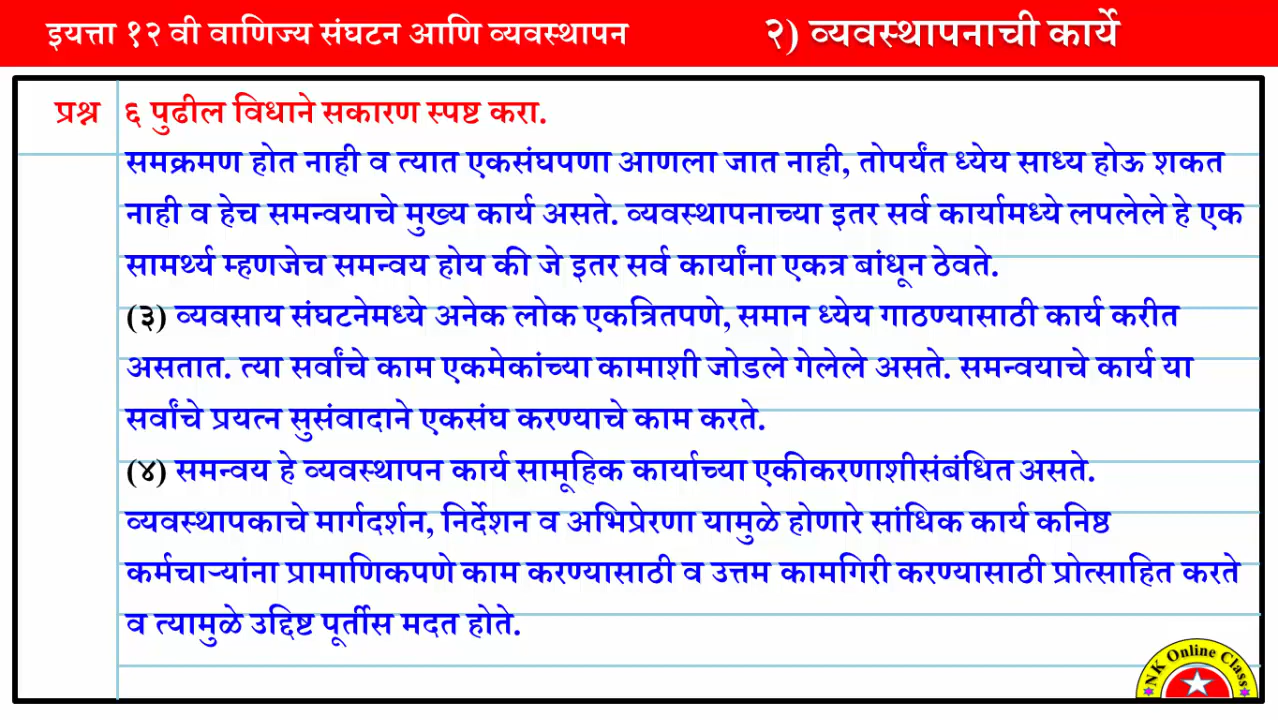 इयत्ता १२ वी वाणिज्य संघटन आणि व्यवस्थापन
२) व्यवस्थापनाची कार्ये
प्रश्न ६ पुढील विधाने सकारण स्पष्ट करा.
समक्रमण होत नाही व त्यात एकसंघपणा आणला जात नाही, तोपर्यंत ध्येय साध्य होऊ शकत
नाही व हेच समन्वयाचे मुख्य कार्य असते. व्यवस्थापनाच्या इतर सर्व कार्यामध्ये लपलेले हे एक
सामर्थ्य म्हणजेच समन्वय होय की जे इतर सर्व कार्यांना एकत्र बांधून ठेवते.
(३) व्यवसाय संघटनेमध्ये अनेक लोक एकत्रितपणे, समान ध्येय गाठण्यासाठी कार्य करीत
असतात. त्या सर्वांचे काम एकमेकांच्या कामाशी जोडले गेलेले असते. समन्वयाचे कार्य या
सर्वांचे प्रयत्न सुसंवादाने एकसंघ करण्याचे काम करते.
(४) समन्वय हे व्यवस्थापन कार्य सामूहिक कार्याच्या एकीकरणाशीसंबंधित असते.
व्यवस्थापकाचे मार्गदर्शन, निर्देशन व अभिप्रेरणा यामुळे होणारे सांधिक कार्य कनिष्ठ
कर्मचाऱ्यांना प्रामाणिकपणे काम करण्यासाठी व उत्तम कामगिरी करण्यासाठी प्रोत्साहित करते
व त्यामुळे उद्दिष्ट पूर्तीस मदत होते.
NK Online Class